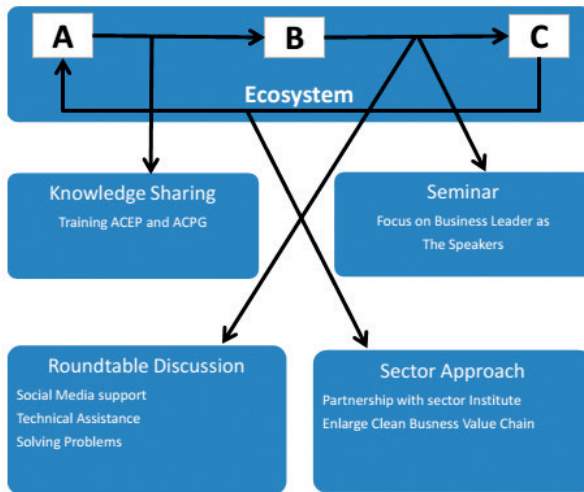 A
B
C
Ecosystem
Knowledge Sharing
Training ACEP and ACPG
Seminar
Focus on Business Leader as
The Speakers
Roundtable Discussion
Social Media support
Technical Assistance
Solving Problems
Sector Approach
Partnership with sector Institute
Enlarge Clean Busness Value Chain